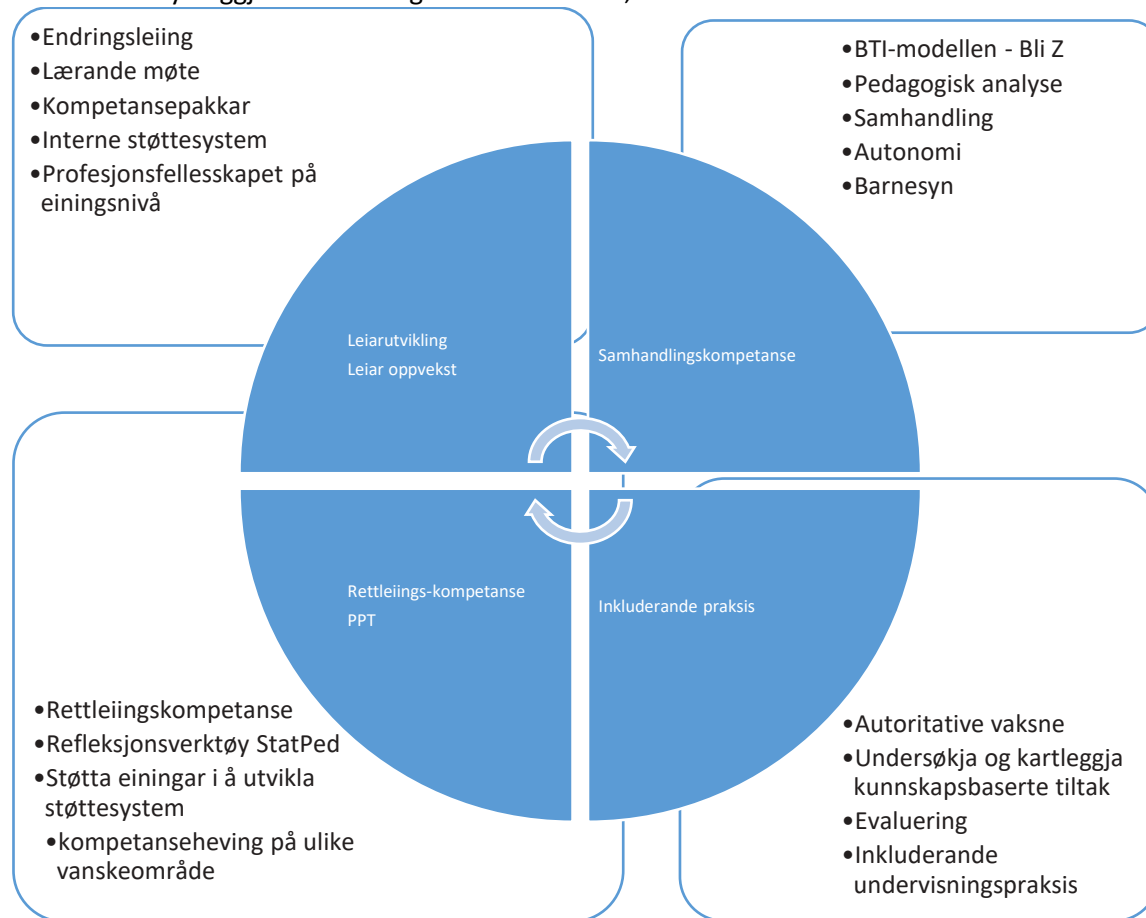 •Endringsleiing
•Lærande møte
•Kompetansepakkar
•Interne støttesystem
•Profesjonsfellesskapet på
einingsnivå
•BTI-modellen - Bli Z
•Pedagogisk analyse
•Samhandling
•Autonomi
•Barnesyn
Leiarutvikling
Leiar oppvekst
Samhandlingskompetanse
Rettleiings-kompetanse
PPT
Inkluderande praksis
•Rettleiingskompetanse
•Refleksjonsverktøy StatPed
•Støtta einingar i å utvikla
støttesystem
•kompetanseheving på ulike
vanskeområde
•Autoritative vaksne
•Undersøkja og kartleggja
kunnskapsbaserte tiltak
•Evaluering
•Inkluderande
undervisningspraksis